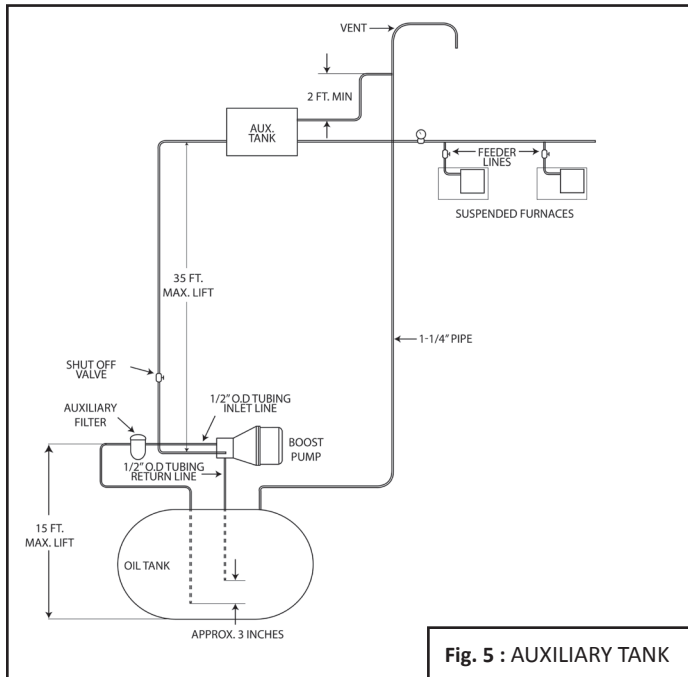 VENT
2 FT. MIN
AUX.
TANK
FEEDER
LINES
SUSPENDED FURNACES
35 FT.
MAX. LIFT
1-1/4" PIPE
SHUT OFF
VALVE
1/2" O.D TUBING
INLET LINE
AUXILIARY
FILTER
BOOST
PUMP
1/2" O.D TUBING
RETURN LINE
15 FT.
MAX. LIFT
OIL TANK
APPROX. 3 INCHES
Fig. 5 : AUXILIARY TANK